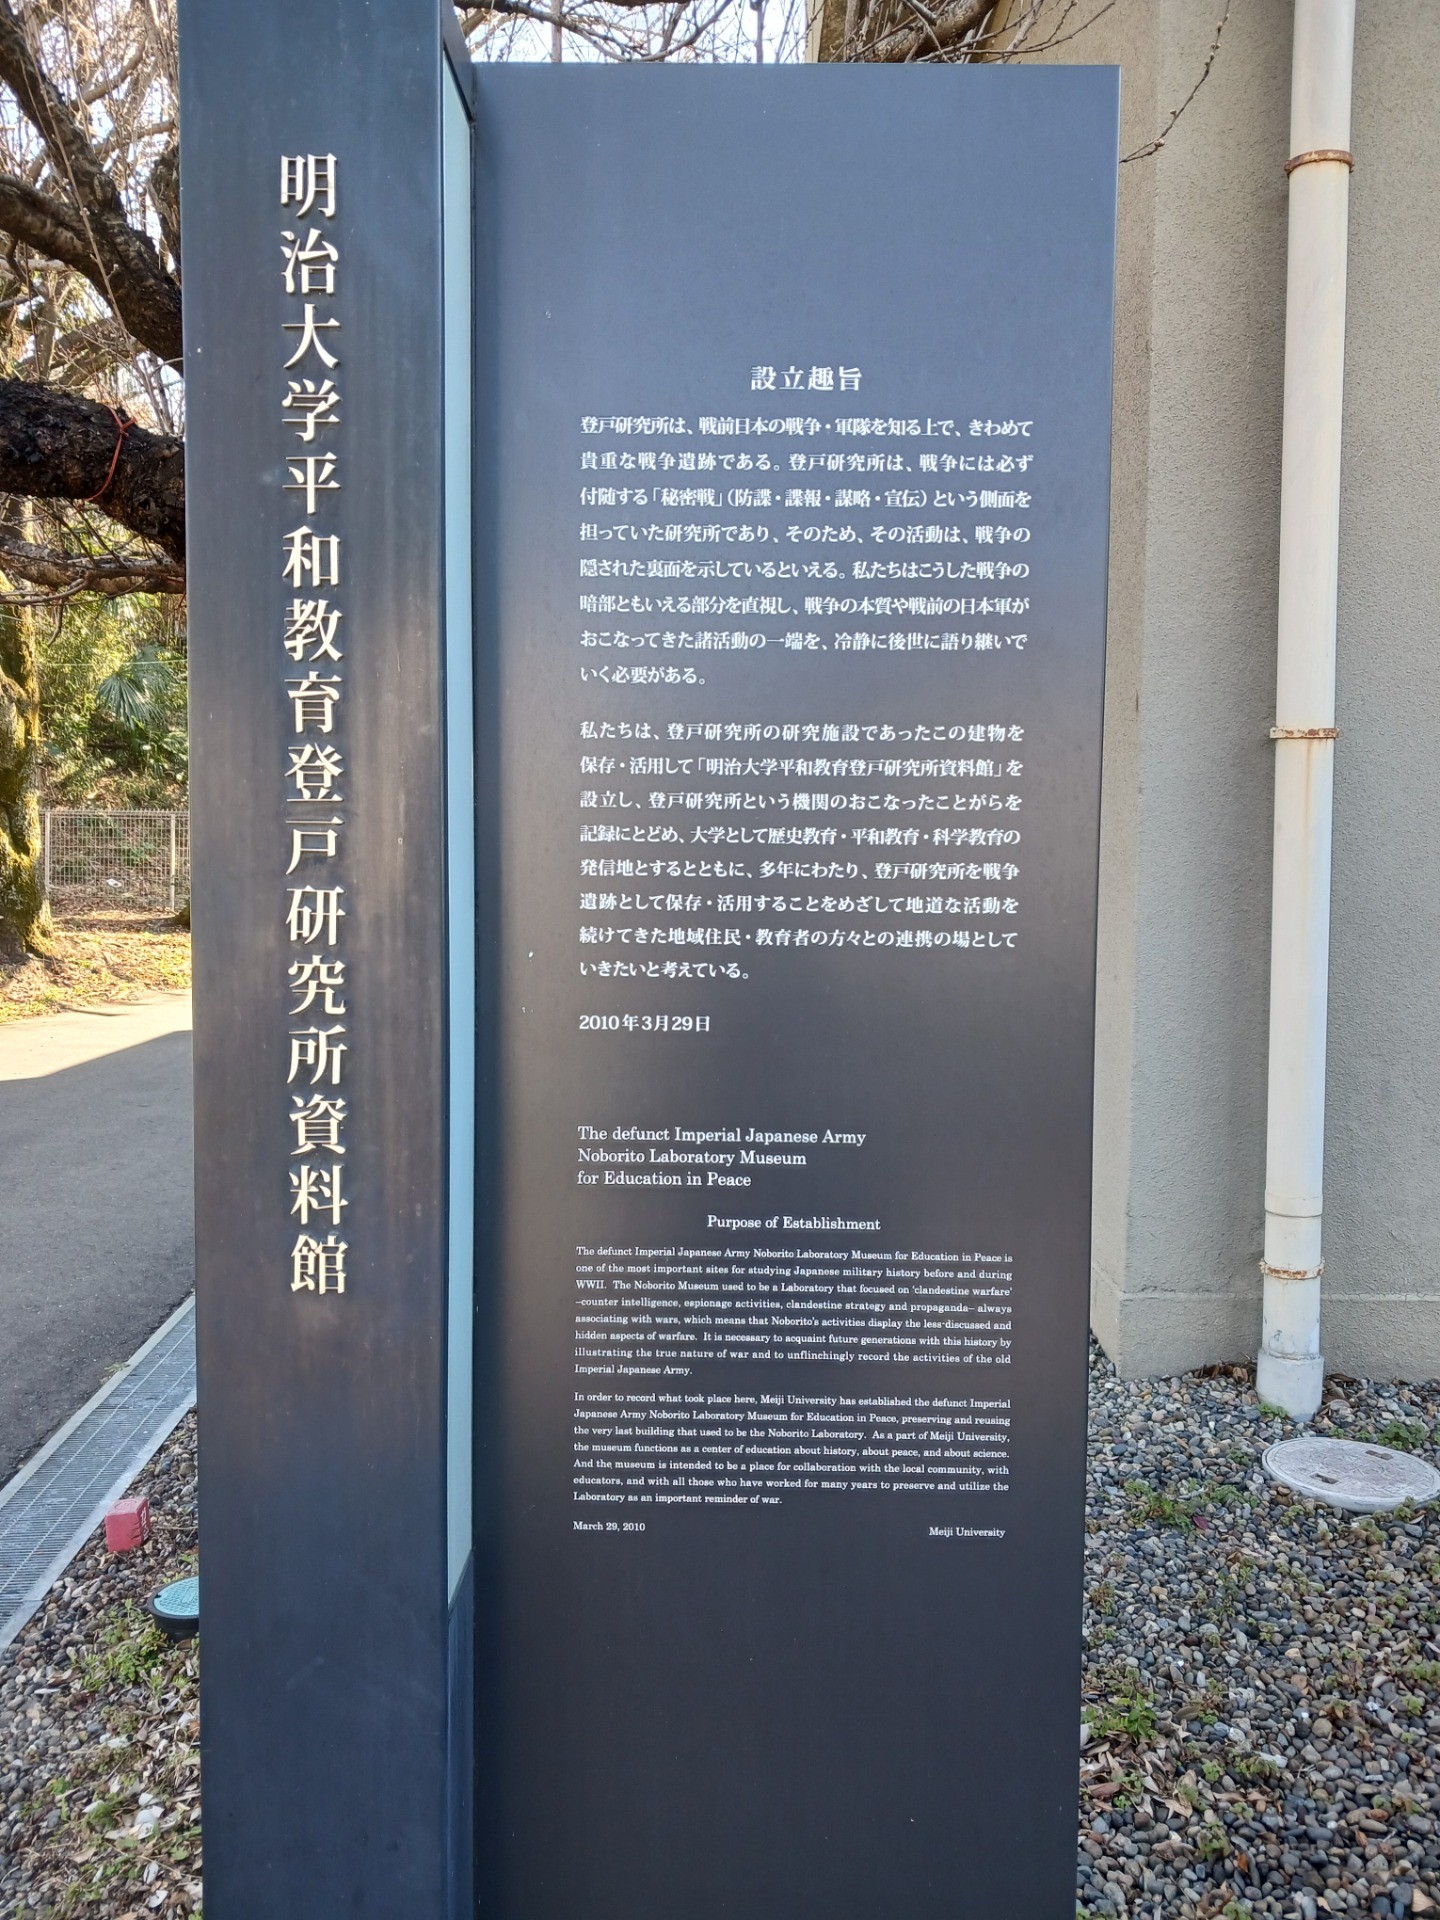 明治大学平和教育登戸研究所資料館
設立趣旨
登戸研究所は、戦前日本の戦争・軍隊を知る上で、きわめて
貴重な戦争遺跡である。登戸研究所は、戦争には必ず
付随する「秘密戦」（防諜・諜報・謀略・宣伝）という側面を
担っていた研究所であり、そのため、その活動は、戦争の
隠された裏面を示しているといえる。私たちはこうした戦争の
暗部ともいえる部分を直視し、戦争の本質や戦前の日本軍が
おこなってきた諸活動の一端を、冷静に後世に語り継いで
いく必要がある。
私たちは、登戸研究所の研究施設であったこの建物を
保存・活用して「明治大学平和教育登戸研究所資料館」を
設立し、登戸研究所という機関のおこなったことがらを
記録にとどめ、大学として歴史教育・平和教育・科学教育の
発信地とするとともに、多年にわたり、登戸研究所を戦争
遺跡として保存・活用することをめざして地道な活動を
続けてきた地域住民・教育者の方々との連携の場として
いきたいと考えている。
2010年3月29日
The defunct Imperial Japanese Army
Noborito Laboratory Museum
for Education in Peace
Purpose of Establishment
The defunct Imperial Japanese Army Noborito Laboratory Museum for Education in Peace is
one of the most important sites for studying Japanese military history before and during
WWII. The Noborito Museum used to be a Laboratory that focused on 'clandestine warfare'
–counter intelligence, espionage activities, clandestine strategy and propaganda– always
associating with wars, which means that Noborito's activities display the less-discussed and
hidden aspects of warfare. It is necessary to acquaint future generations with this history by
illustrating the true nature of war and to unflinchingly record the activities of the old
Imperial Japanese Army.
In order to record what took place here, Meiji University has established the defunct Imperial
Japanese Army Noborito Laboratory Museum for Education in Peace, preserving and reusing
the very last building that used to be the Noborito Laboratory. As a part of Meiji University,
the museum functions as a center of education about history, about peace, and about science.
And the museum is intended to be a place for collaboration with the local community, with
educators, and with all those who have worked for many years to preserve and utilize the
Laboratory as an important reminder of war.
March 29, 2010
Meiji University